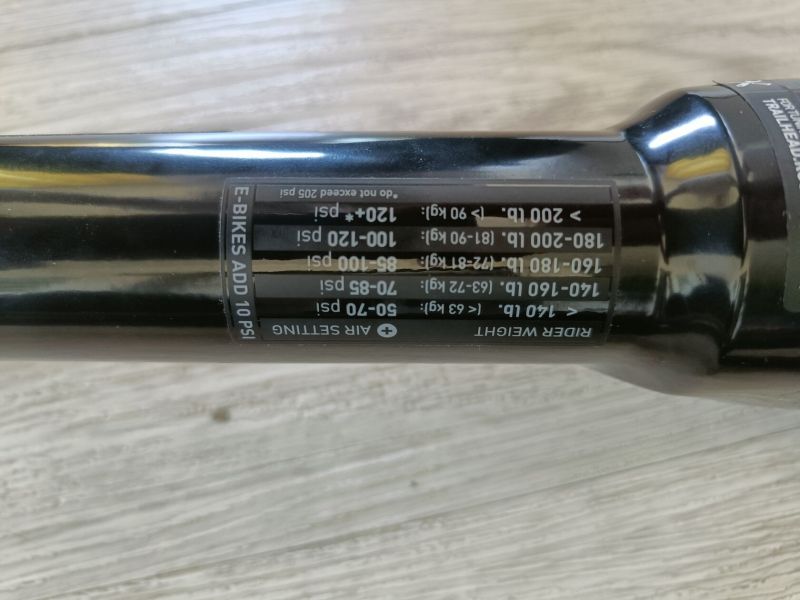 RIDER WEIGHT + AIR SETTING
< 140 lb. (< 63 kg): 50-70 psi
140-160 lb. (63-72 kg): 70-85 psi
160-180 lb. (72-81 kg): 85-100 psi
180-200 lb. (81-90 kg): 100-120 psi
> 200 lb. (> 90 kg): 120+* psi
*do not exceed 205 psi
E-BIKES ADD 10 PSI